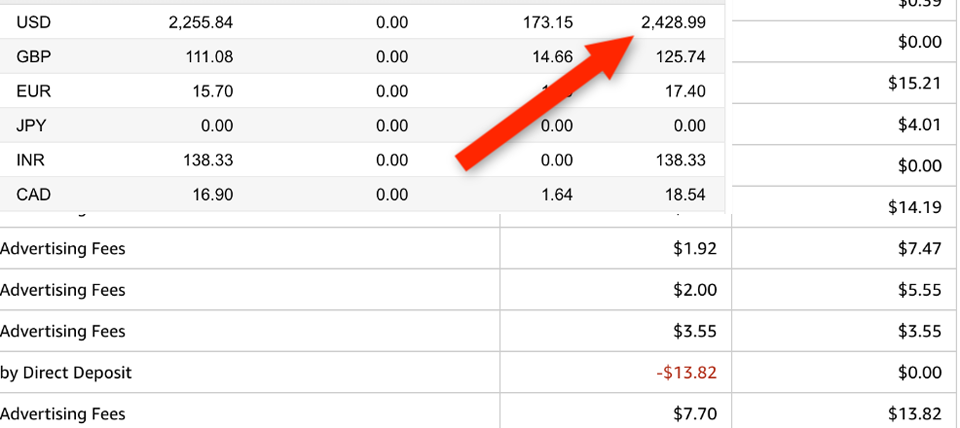 USD 2,255.84 0.00 173.15 2,428.99
GBP 111.08 0.00 14.66 125.74
EUR 15.70 0.00 17.40
JPY 0.00 0.00 0.00 0.00
INR 138.33 0.00 0.00 138.33
CAD 16.90 0.00 1.64 18.54
$0.39
$0.00
$15.21
$4.01
$0.00
$14.19
Advertising Fees $1.92 $7.47
Advertising Fees $2.00 $5.55
Advertising Fees $3.55 $3.55
by Direct Deposit -$13.82 $0.00
Advertising Fees $7.70 $13.82